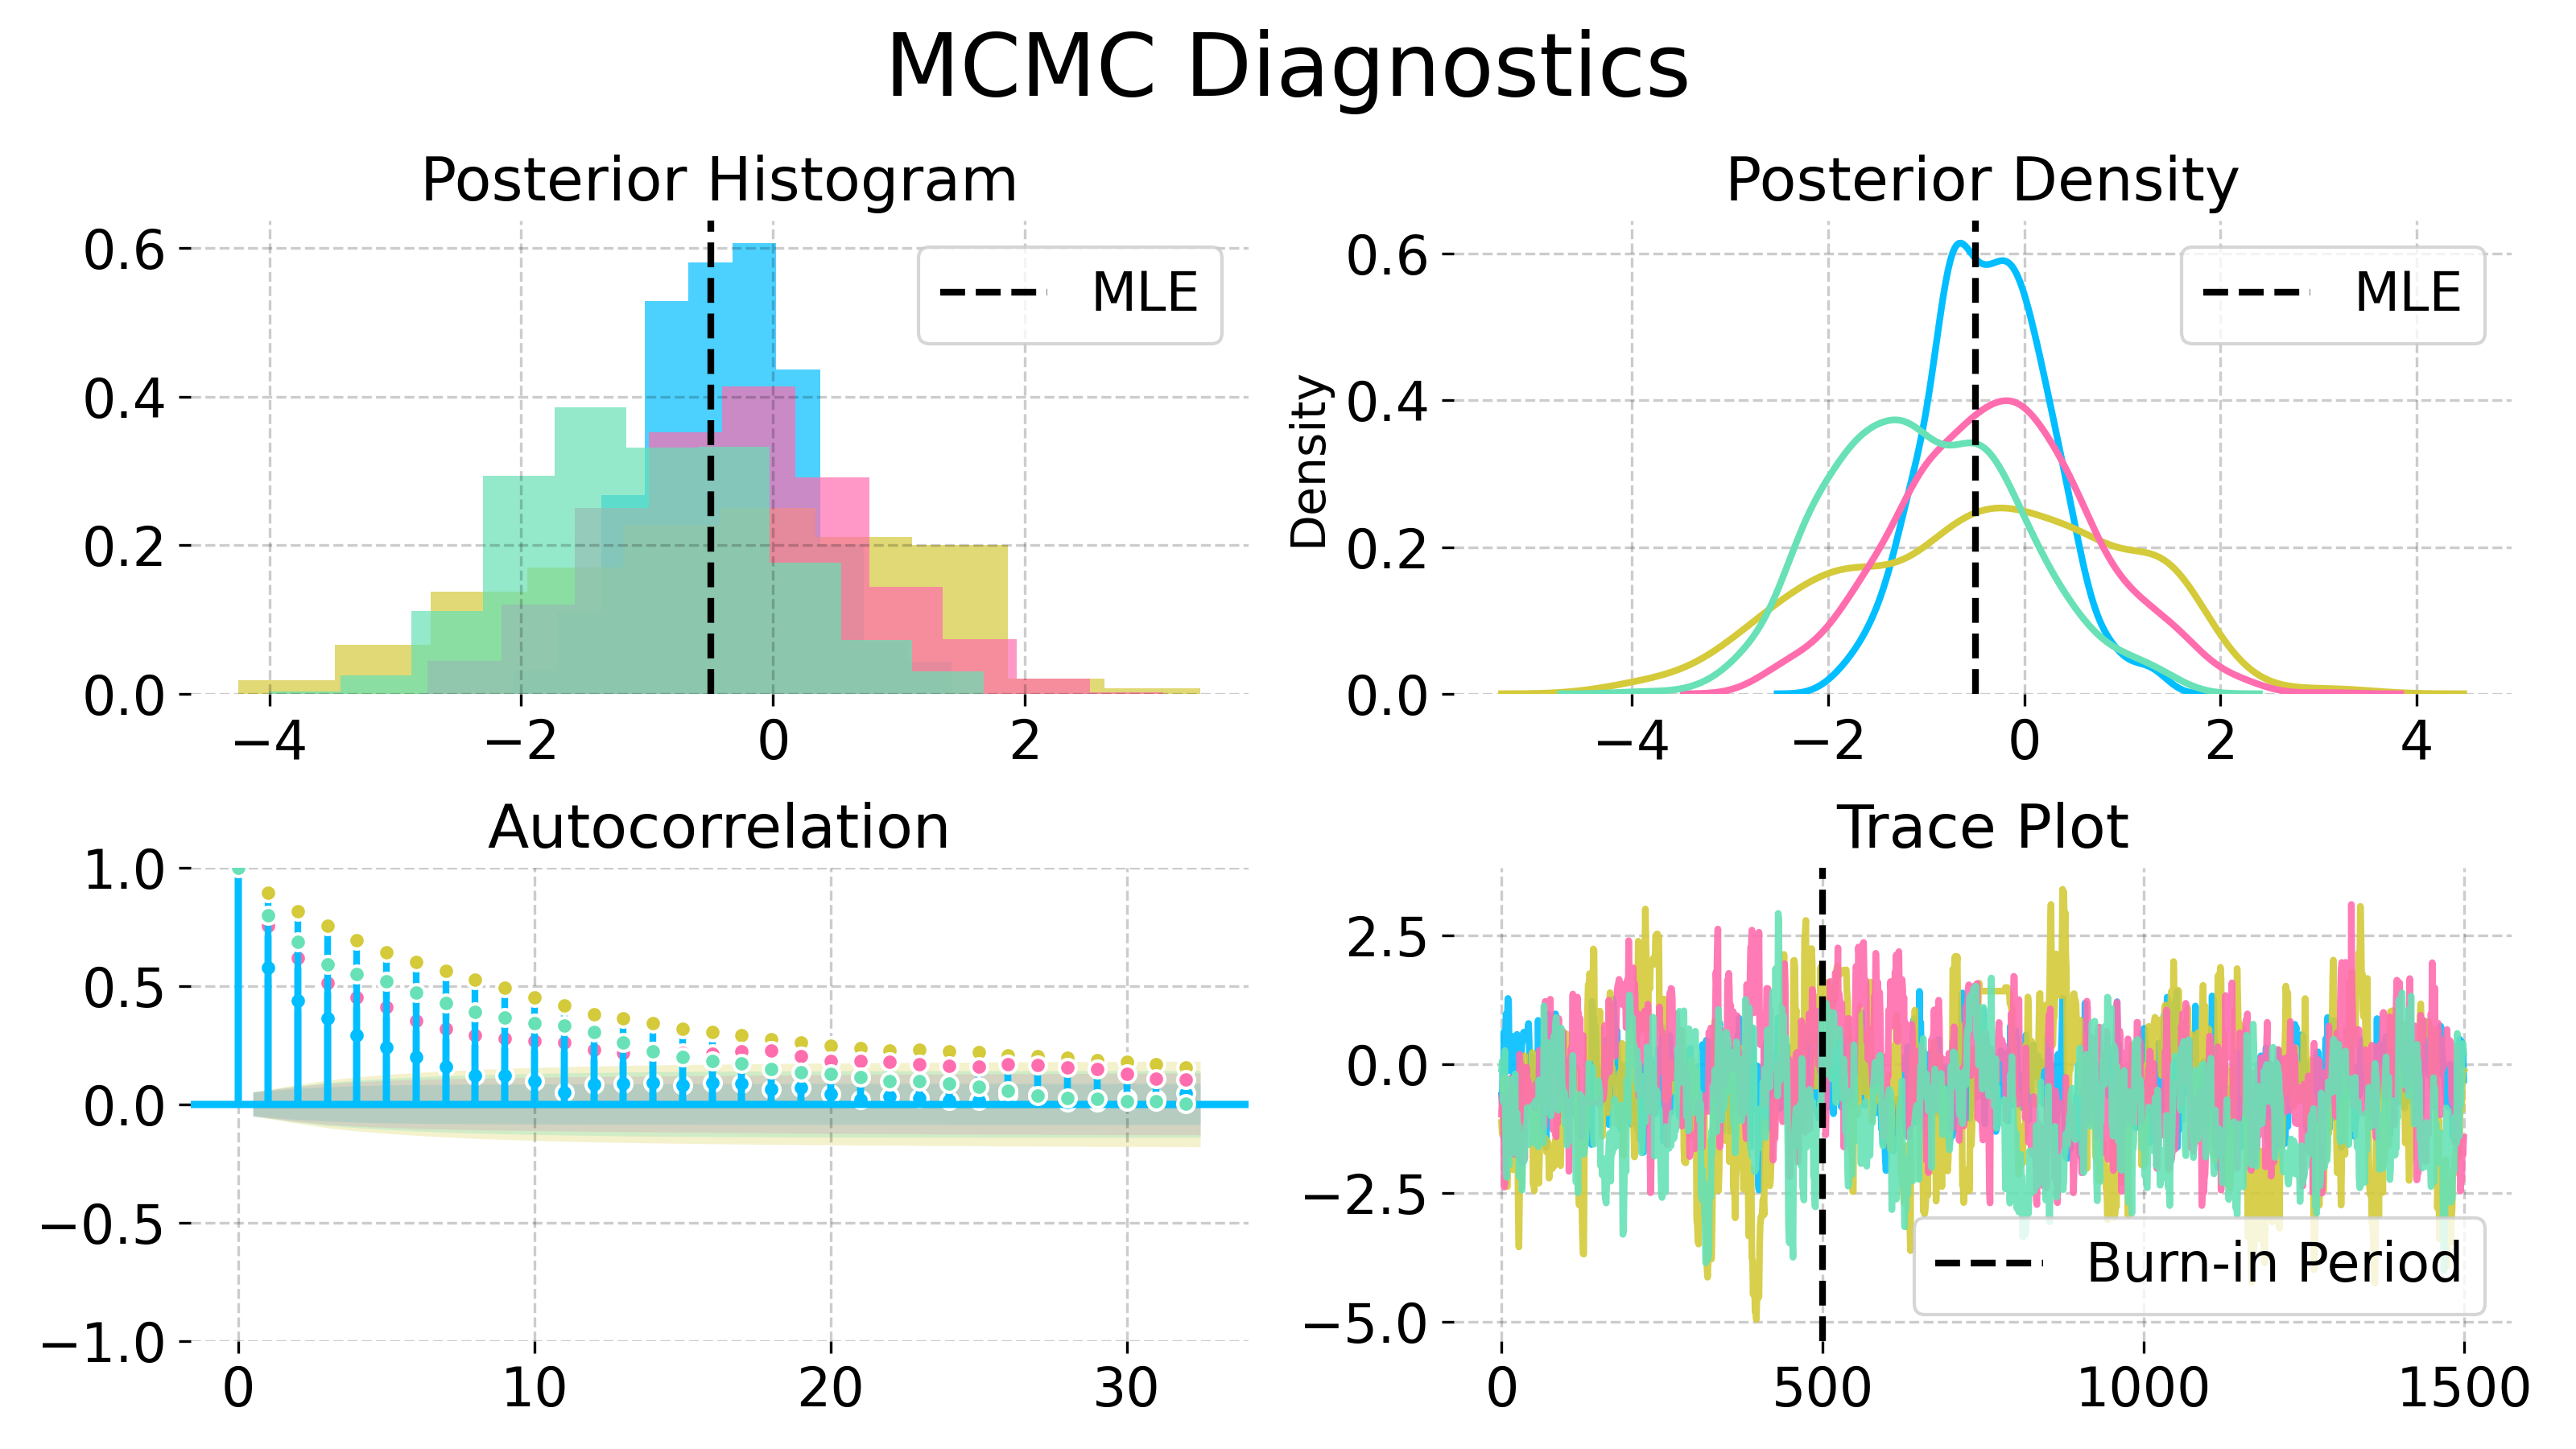 MCMC Diagnostics
Posterior Histogram
0.6
0.4
0.2
0.0
−4 −2 0 2
MLE
Posterior Density
Density
0.6
0.4
0.2
0.0
−4 −2 0 2 4
MLE
Autocorrelation
1.0
0.5
0.0
−0.5
−1.0
0 10 20 30
Trace Plot
2.5
0.0
−2.5
−5.0
0 500 1000 1500
Burn-in Period